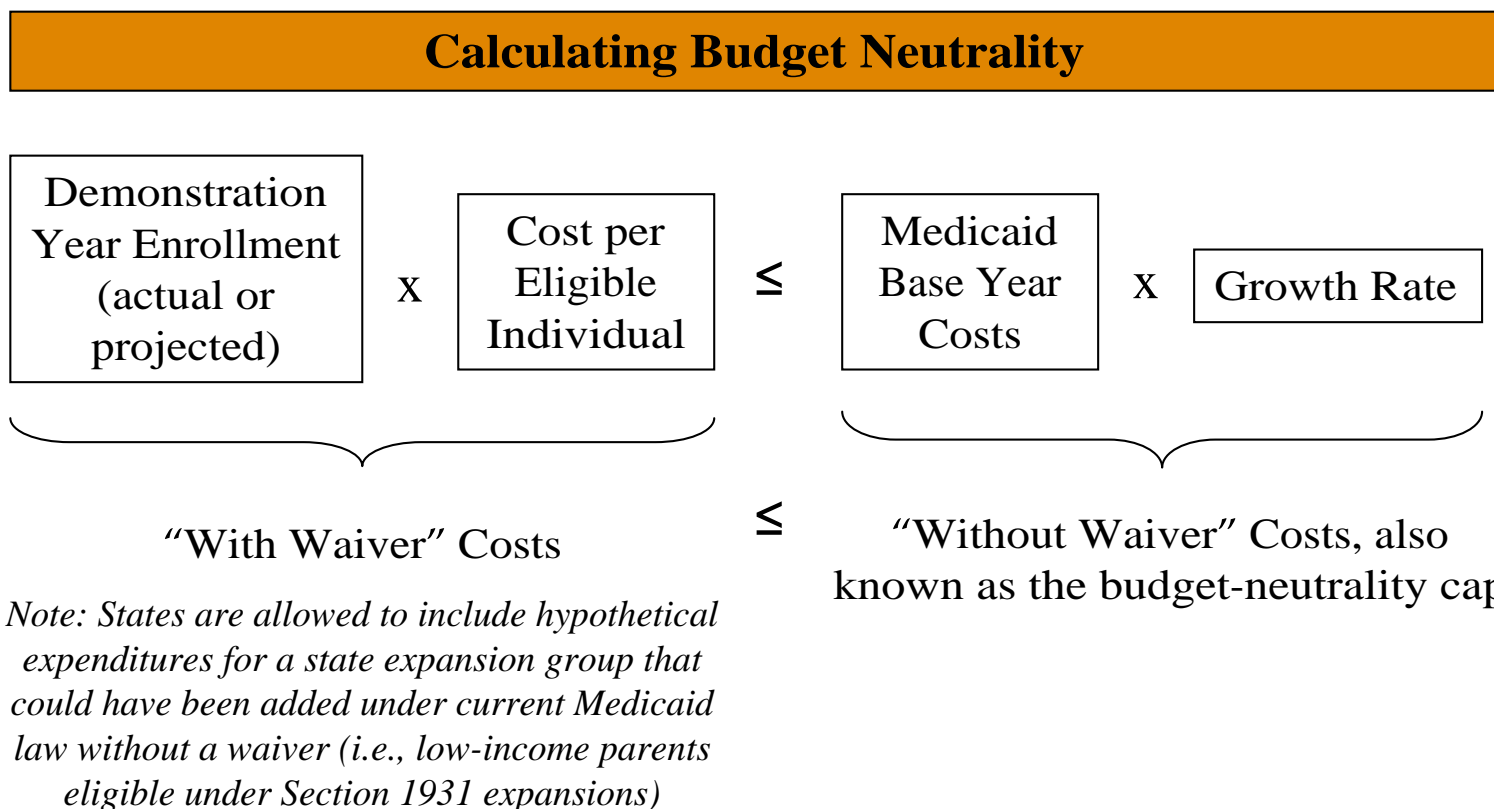 Calculating Budget Neutrality
Demonstration
Year Enrollment
(actual or
projected)
x
Cost per
Eligible
Individual
≤
Medicaid
Base Year
Costs
x
Growth Rate
“With Waiver” Costs
≤
“Without Waiver” Costs, also
known as the budget-neutrality cap
Note: States are allowed to include hypothetical
expenditures for a state expansion group that
could have been added under current Medicaid
law without a waiver (i.e., low-income parents
eligible under Section 1931 expansions)